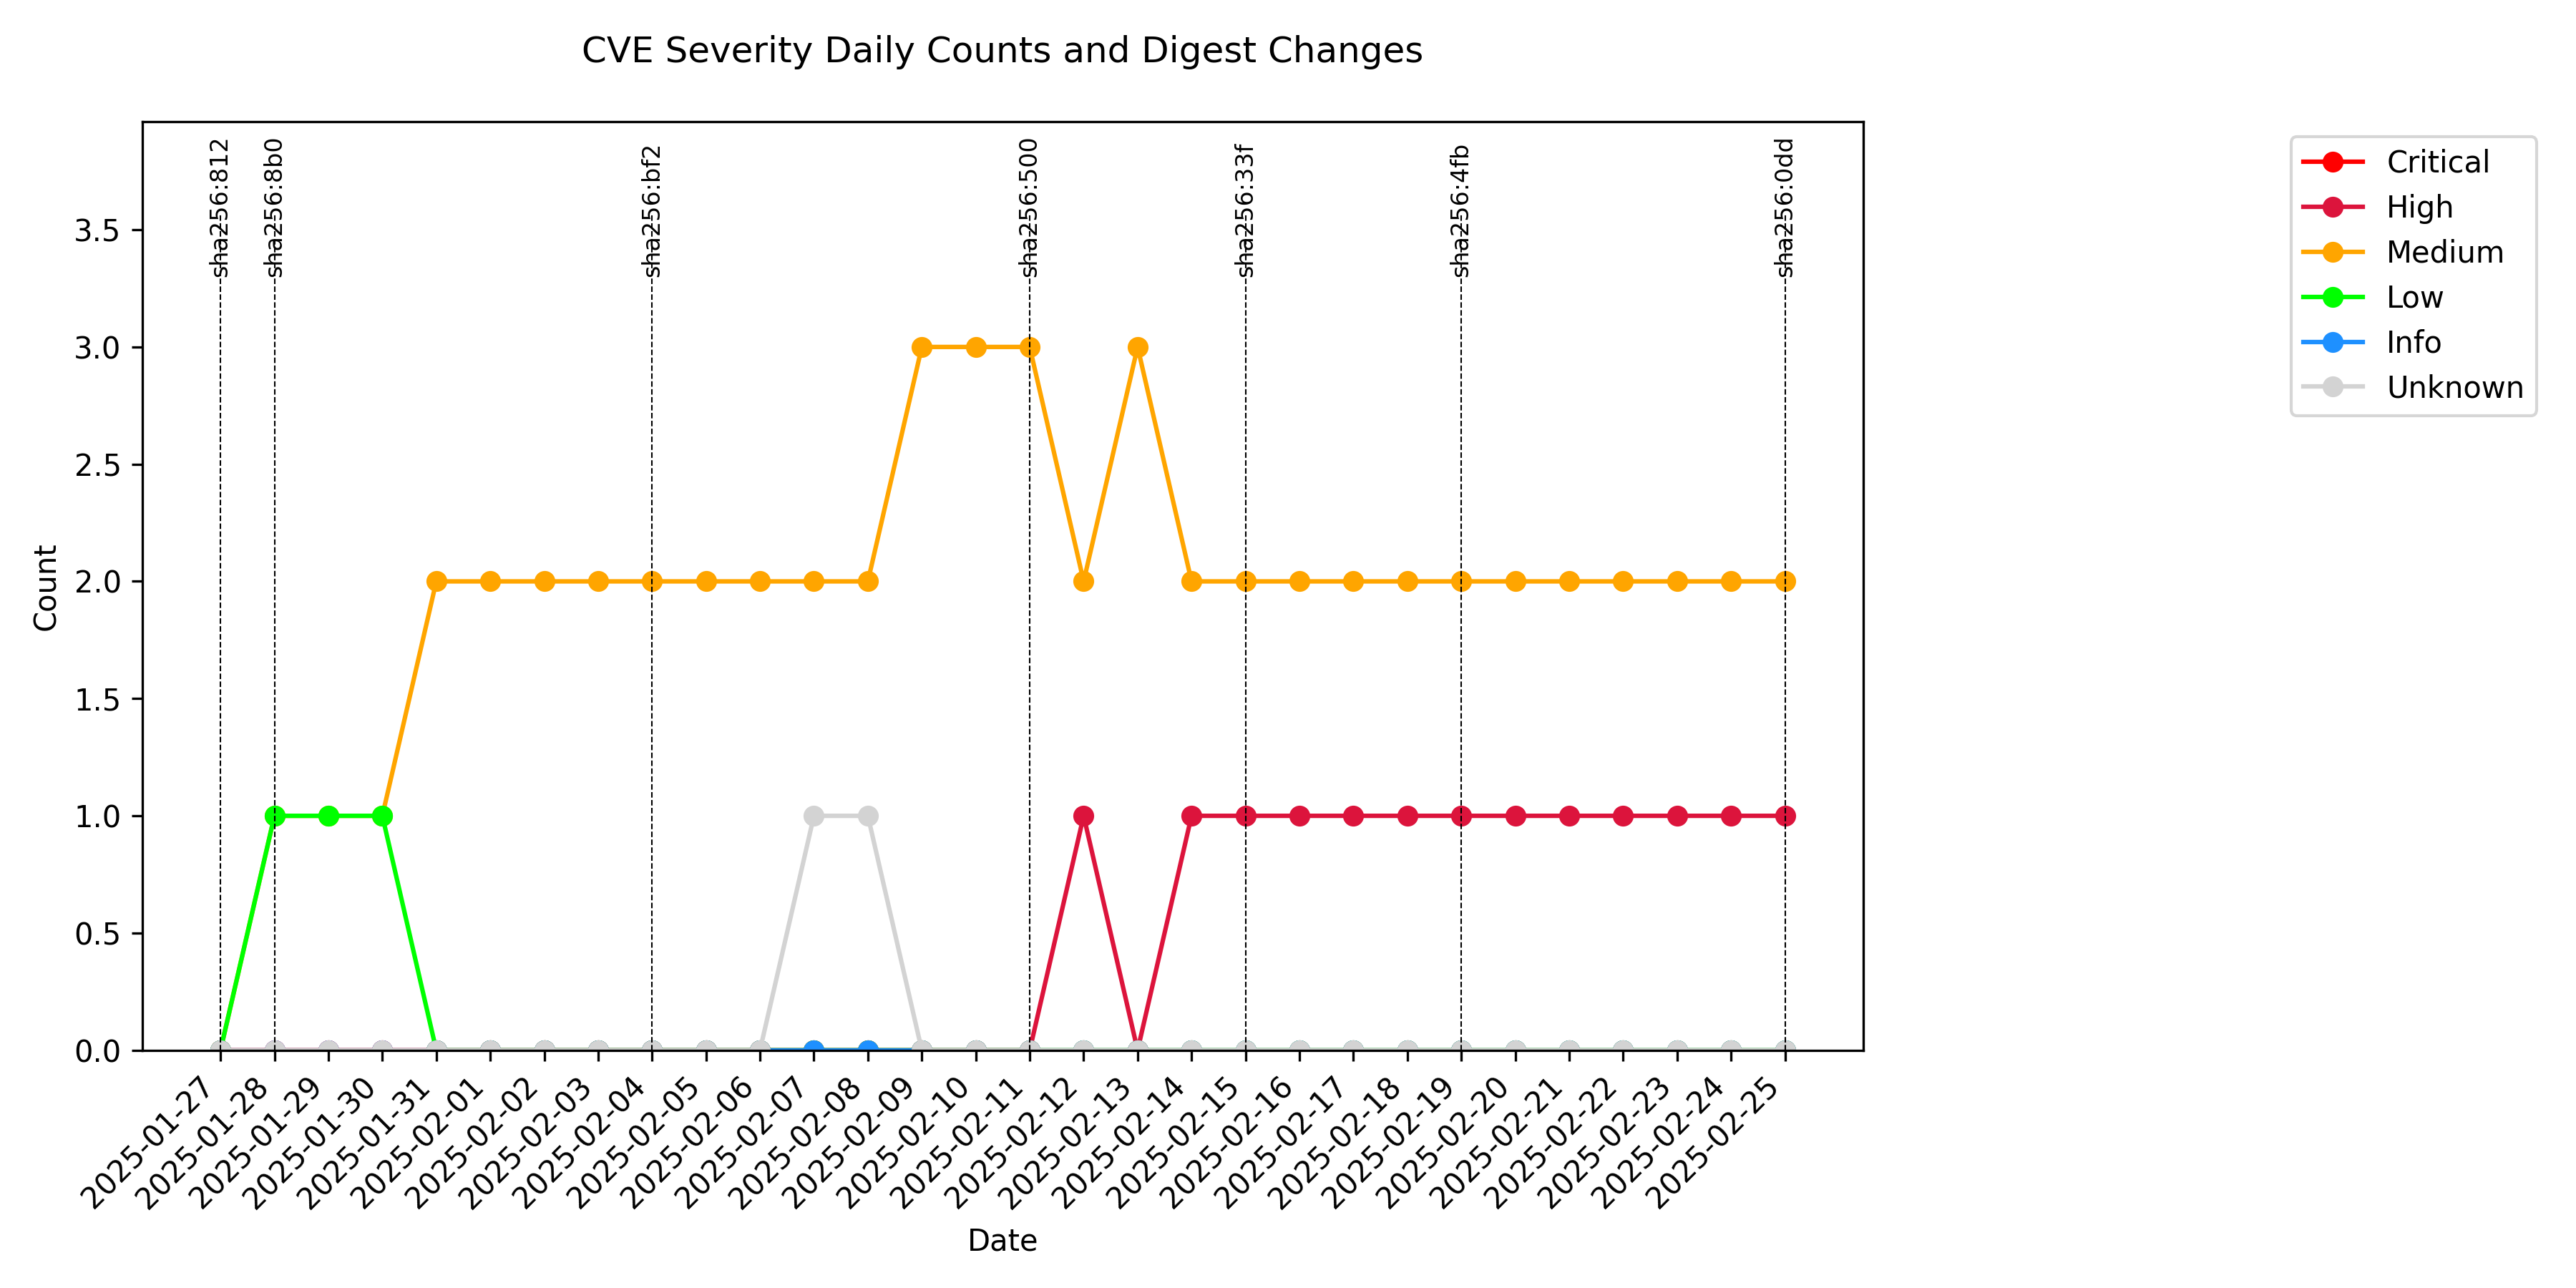 CVE Severity Daily Counts and Digest Changes
sha256:812
sha256:8b0
sha256:bf2
sha256:500
sha256:33f
sha256:4fb
sha256:0dd
Critical
High
Medium
Low
Info
Unknown
3.5
3.0
2.5
2.0
1.5
1.0
0.5
0.0
Count
2025-01-27
2025-01-28
2025-01-29
2025-01-30
2025-01-31
2025-02-01
2025-02-02
2025-02-03
2025-02-04
2025-02-05
2025-02-06
2025-02-07
2025-02-08
2025-02-09
2025-02-10
2025-02-11
2025-02-12
2025-02-13
2025-02-14
2025-02-15
2025-02-16
2025-02-17
2025-02-18
2025-02-19
2025-02-20
2025-02-21
2025-02-22
2025-02-23
2025-02-24
2025-02-25
Date